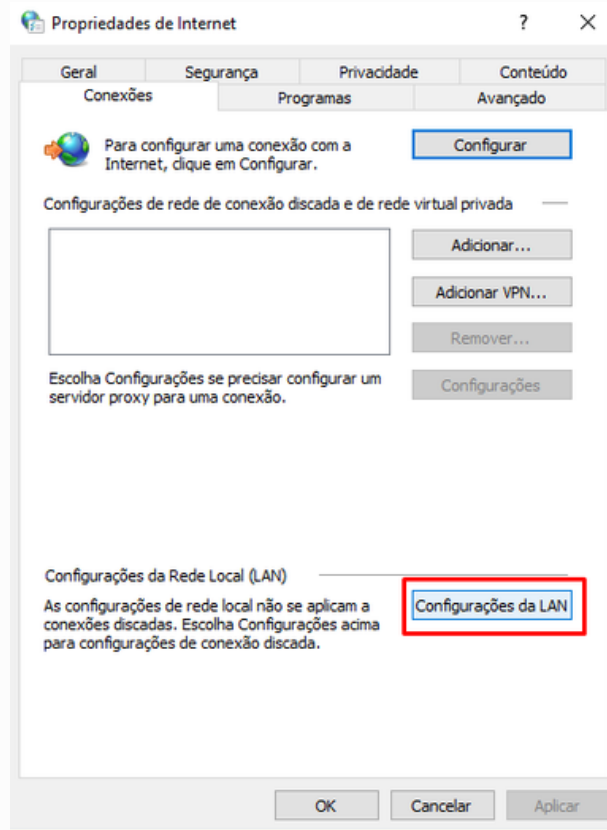 Propriedades de Internet
Geral
Segurança
Privacidade
Conteúdo
Conexões
Programas
Avançado
Para configurar uma conexão com a
Internet, clique em Configurar.
Configurar
Configurações de rede de conexão discada e de rede virtual privada
Adicionar...
Adicionar VPN...
Remover...
Escolha Configurações se precisar configurar um
servidor proxy para uma conexão.
Configurações
Configurações da Rede Local (LAN)
As configurações de rede local não se aplicam a
conexões discadas. Escolha Configurações acima
para configurações de conexão discada.
Configurações da LAN
OK
Cancelar
Aplicar